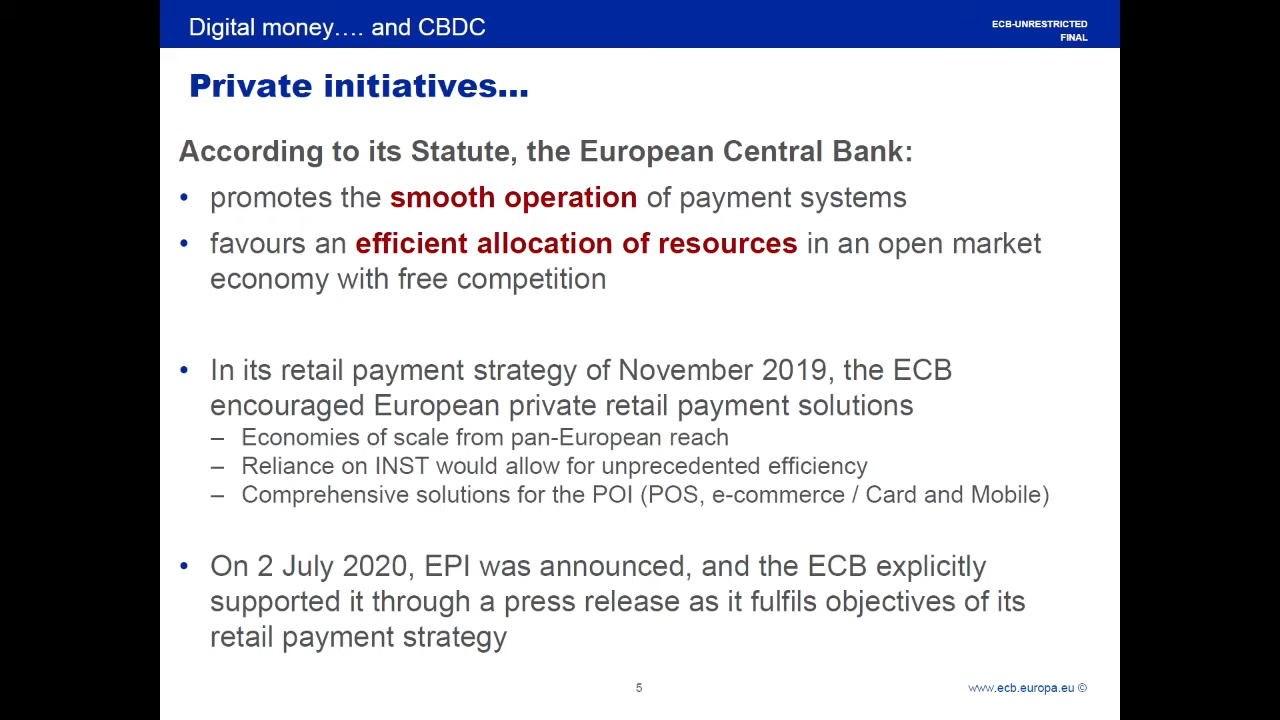 Digital money…. and CBDC
ECB-UNRESTRICTED
FINAL
Private initiatives…
According to its Statute, the European Central Bank:
• promotes the smooth operation of payment systems
• favours an efficient allocation of resources in an open market
economy with free competition
• In its retail payment strategy of November 2019, the ECB
encouraged European private retail payment solutions
– Economies of scale from pan-European reach
– Reliance on INST would allow for unprecedented efficiency
– Comprehensive solutions for the POI (POS, e-commerce / Card and Mobile)
• On 2 July 2020, EPI was announced, and the ECB explicitly
supported it through a press release as it fulfils objectives of its
retail payment strategy
5
www.ecb.europa.eu ©